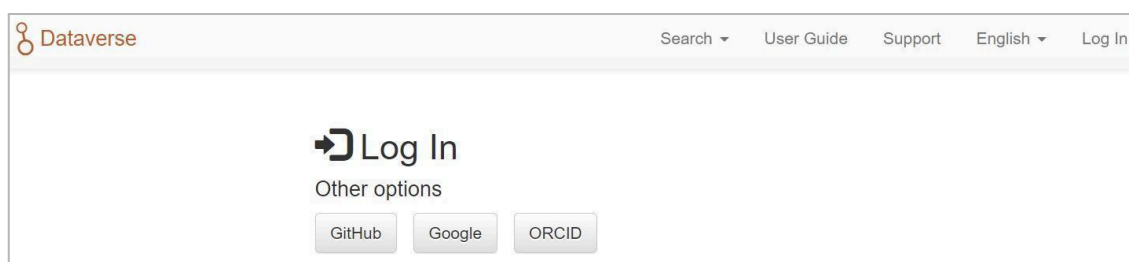 Dataverse Search User Guide Support English Log In
Log In
Other options
GitHub Google ORCID